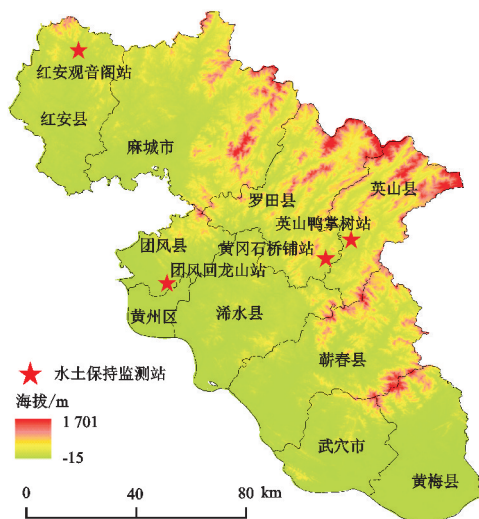 红安观音阁站
红安县
麻城市
罗田县
英山县
英山鸭掌树站
团风县
黄冈石桥铺站
团风回龙山站
黄州区
浠水县
蕲春县
水土保持监测站
海拔/m
1 701
-15
武穴市
黄梅县
0 40 80 km